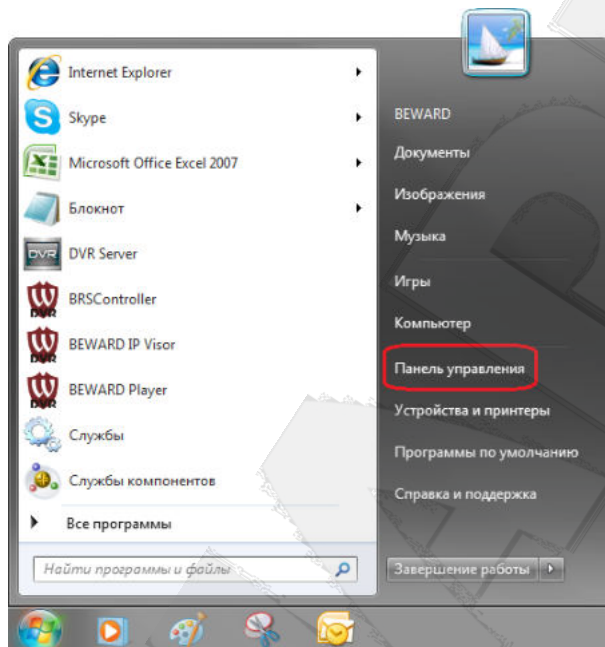 Internet Explorer
Skype
Microsoft Office Excel 2007
Блокнот
DVR Server
BRSController
BEWARD IP Visor
BEWARD Player
Службы
Службы компонентов
Все программы
Найти программы и файлы
BEWARD
Документы
Изображения
Музыка
Игры
Компьютер
Панель управления
Устройства и принтеры
Программы по умолчанию
Справка и поддержка
Завершение работы